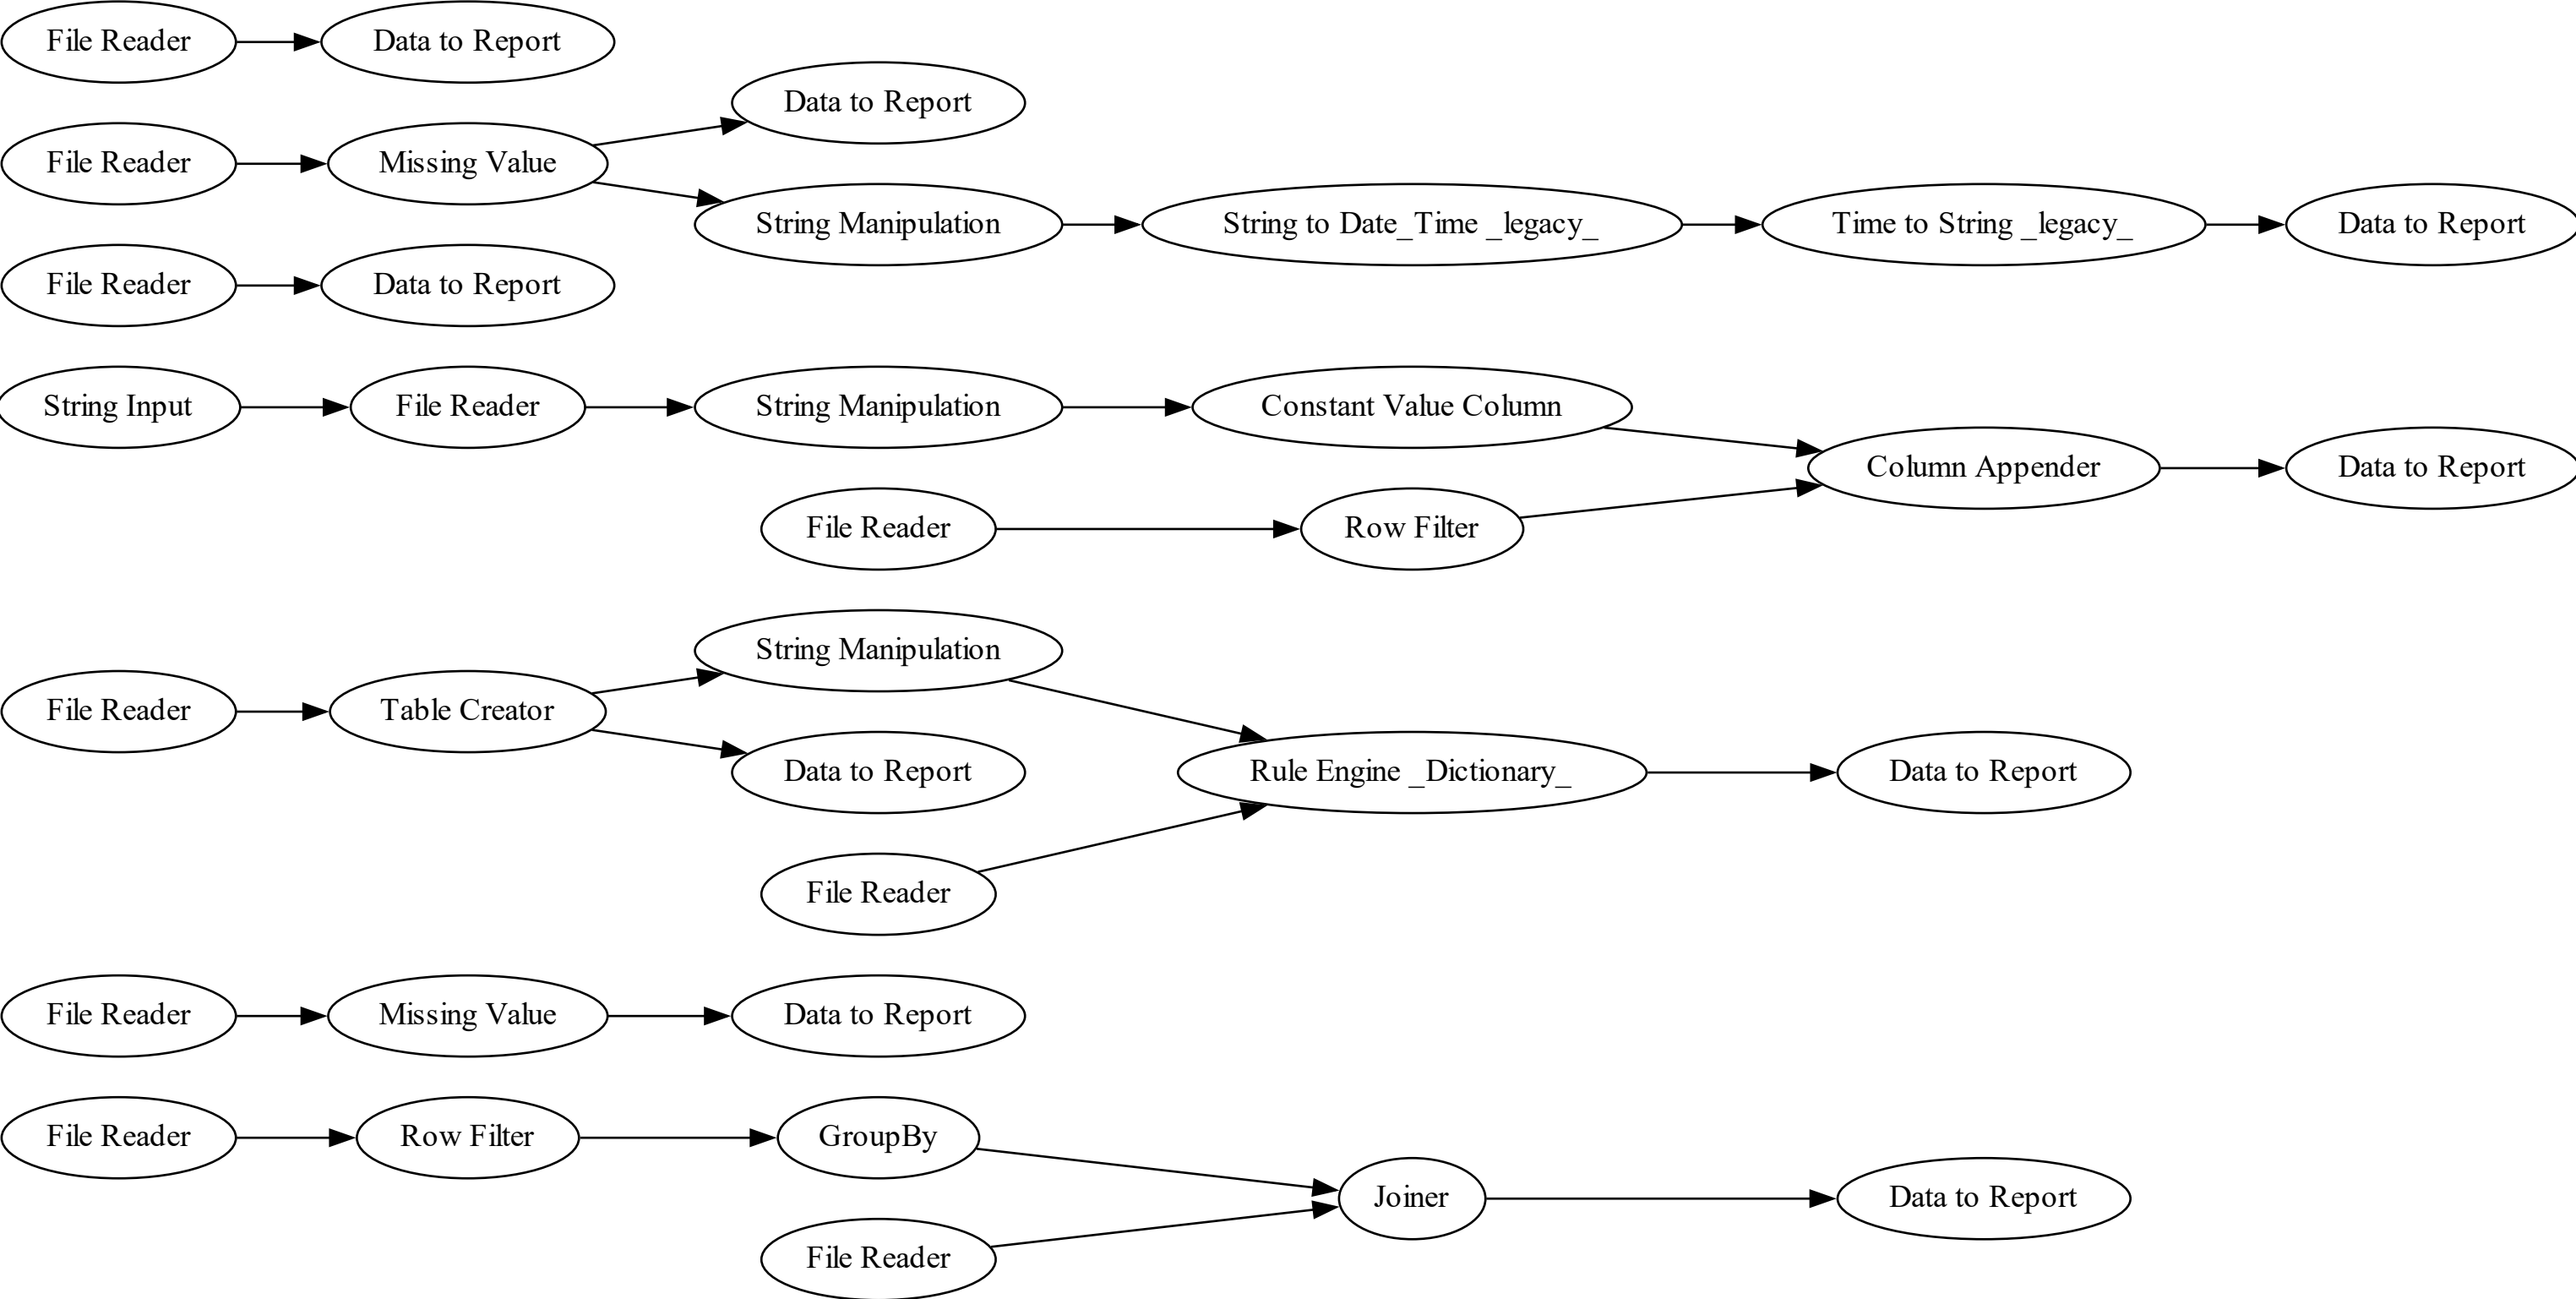 File Reader
Data to Report
Data to Report
File Reader
Missing Value
String Manipulation
String to Date_Time _legacy_
Time to String _legacy_
Data to Report
File Reader
Data to Report
String Input
File Reader
String Manipulation
Constant Value Column
Column Appender
Data to Report
File Reader
Row Filter
String Manipulation
File Reader
Table Creator
Data to Report
Rule Engine _Dictionary_
Data to Report
File Reader
File Reader
Missing Value
Data to Report
File Reader
Row Filter
GroupBy
Joiner
Data to Report
File Reader